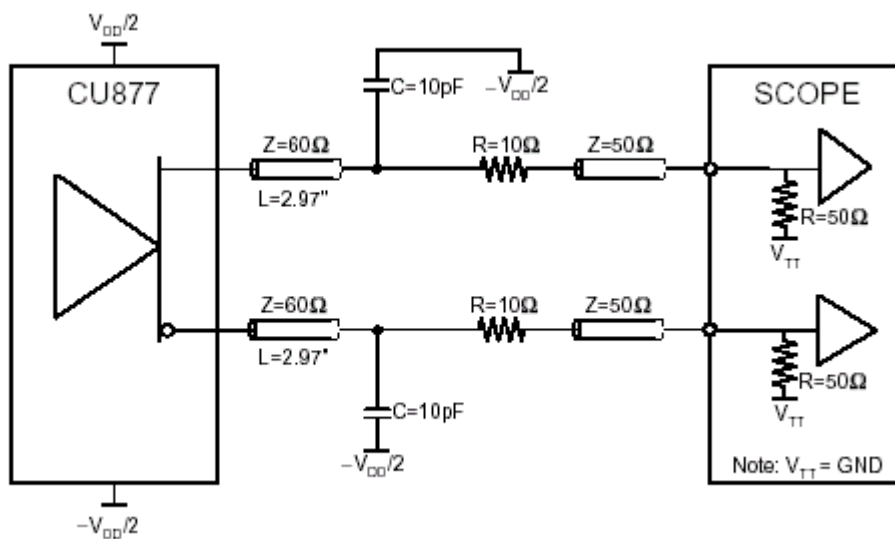 V_DD/2
CU877
C=10pF
–V_DD/2
SCOPE
Z=60Ω
R=10Ω
Z=50Ω
L=2.97"
R=50Ω
V_TT
Z=60Ω
R=10Ω
Z=50Ω
L=2.97"
R=50Ω
C=10pF
V_TT
–V_DD/2
Note: V_TT = GND
–V_DD/2